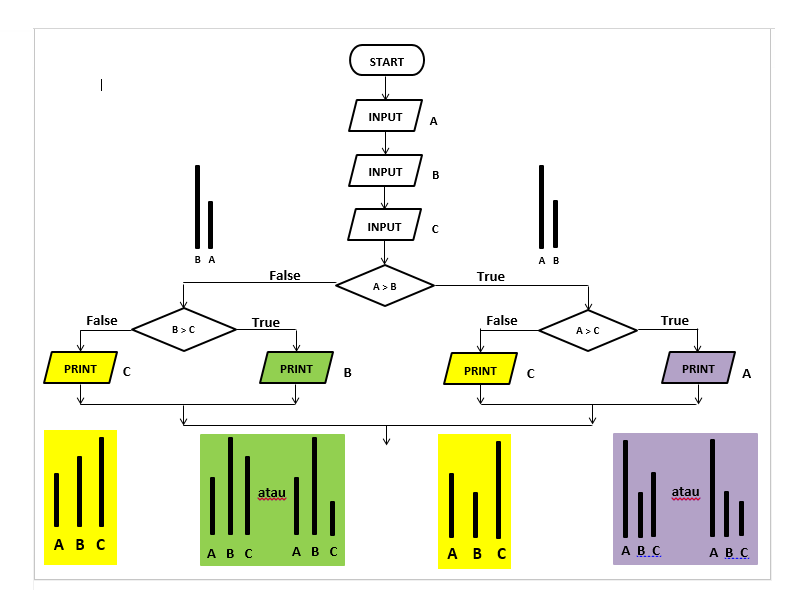 START
INPUT
A
INPUT
B
INPUT
C
B A
A B
False
A > B
True
False
B > C
True
False
A > C
True
PRINT
C
PRINT
B
PRINT
C
PRINT
A
A B C
A B C
atau
A B C
A B C
A B C
atau
A B C